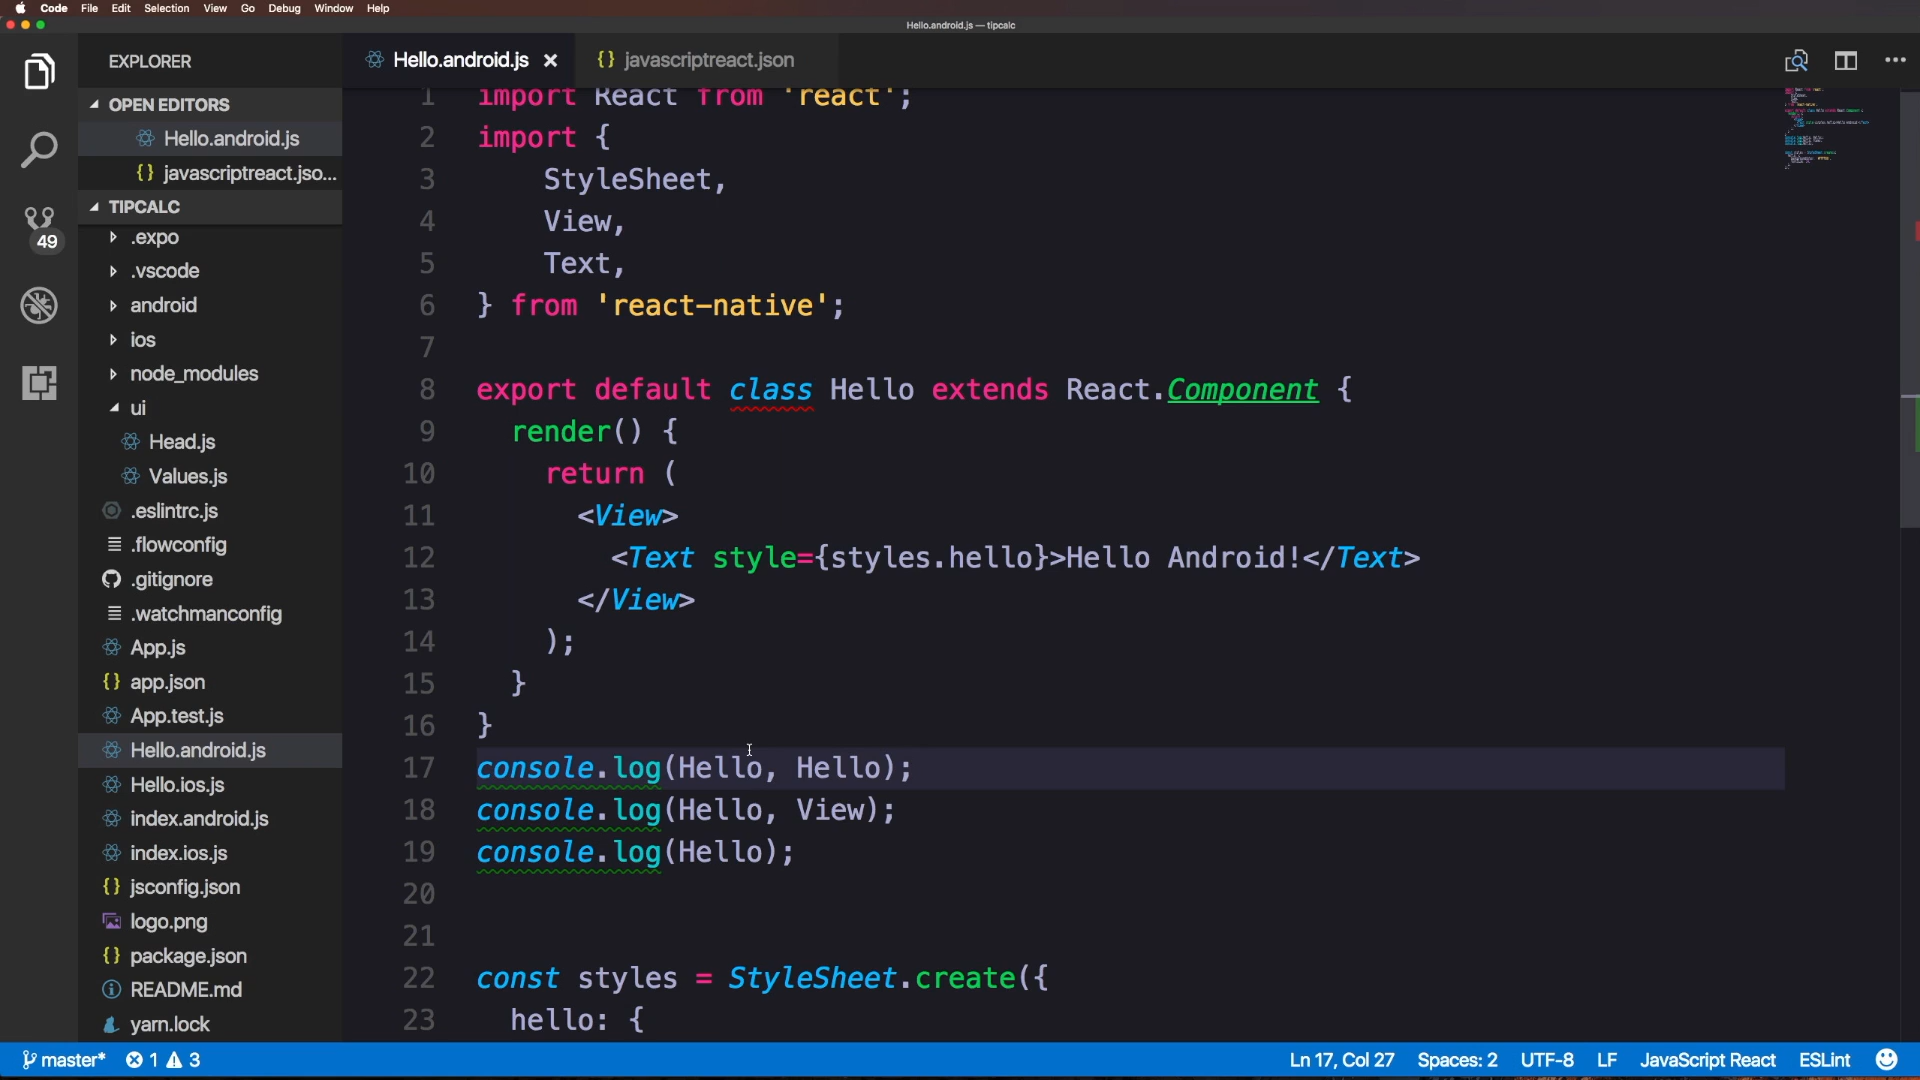 Code File Edit Selection View Go Debug Window Help
Hello.android.js — tipcalc
EXPLORER
OPEN EDITORS
Hello.android.js
{} javascriptreact.jso...
TIPCALC
.expo
.vscode
android
ios
node_modules
ui
Head.js
Values.js
.eslintrc.js
.flowconfig
.gitignore
.watchmanconfig
App.js
{} app.json
App.test.js
Hello.android.js
Hello.ios.js
index.android.js
index.ios.js
{} jsconfig.json
logo.png
{} package.json
README.md
yarn.lock
49
Hello.android.js
{} javascriptreact.json
1 import React from 'react';
2 import {
3 StyleSheet,
4 View,
5 Text,
6 } from 'react-native';
7
8 export default class Hello extends React.Component {
9 render() {
10 return (
11 <View>
12 <Text style={styles.hello}>Hello Android!</Text>
13 </View>
14 );
15 }
16 }
17 console.log(Hello, Hello);
18 console.log(Hello, View);
19 console.log(Hello);
20
21
22 const styles = StyleSheet.create({
23 hello: {
master* 1 3
Ln 17, Col 27 Spaces: 2 UTF-8 LF JavaScript React ESLint